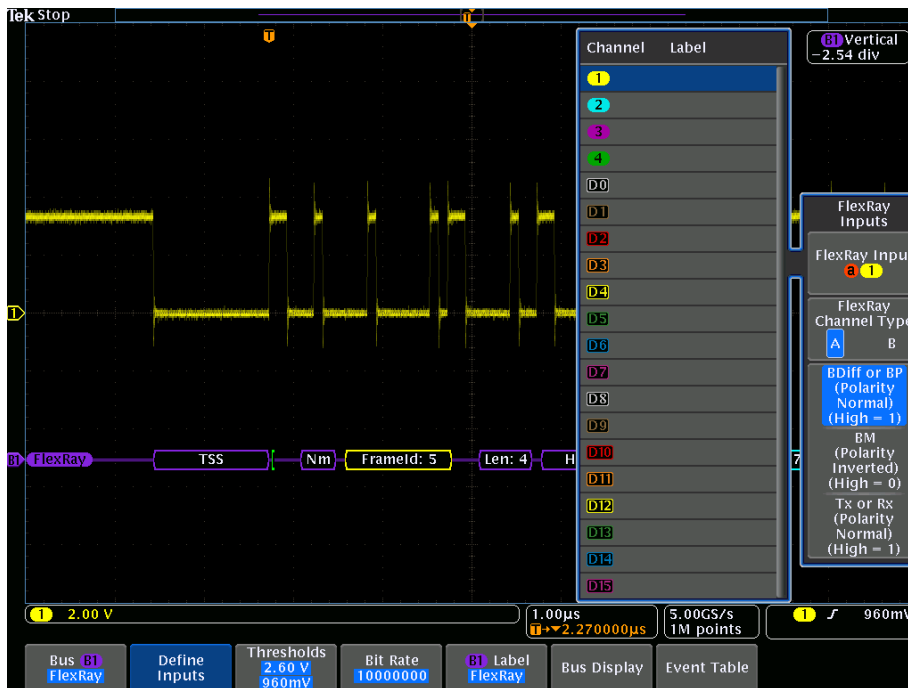 Tek Stop
T
T
Channel Label
B1 Vertical
-2.54 div
1
2
3
4
D0
D1
D2
D3
D4
D5
D6
D7
D8
D9
D10
D11
D12
D13
D14
D15
FlexRay
Inputs
FlexRay Input
a 1
FlexRay
Channel Type
A B
BDiff or BP
(Polarity
Normal)
(High = 1)
BM
(Polarity
Inverted)
(High = 0)
Tx or Rx
(Polarity
Normal)
(High = 1)
1
B1 FlexRay TSS Nm FrameId: 5 Len: 4 H 7
1 2.00 V
1.00µs
T→▼2.270000µs
5.00GS/s
1M points
1 960mV
Bus B1
FlexRay
Define
Inputs
Thresholds
2.60 V
960mV
Bit Rate
10000000
B1 Label
FlexRay
Bus Display
Event Table